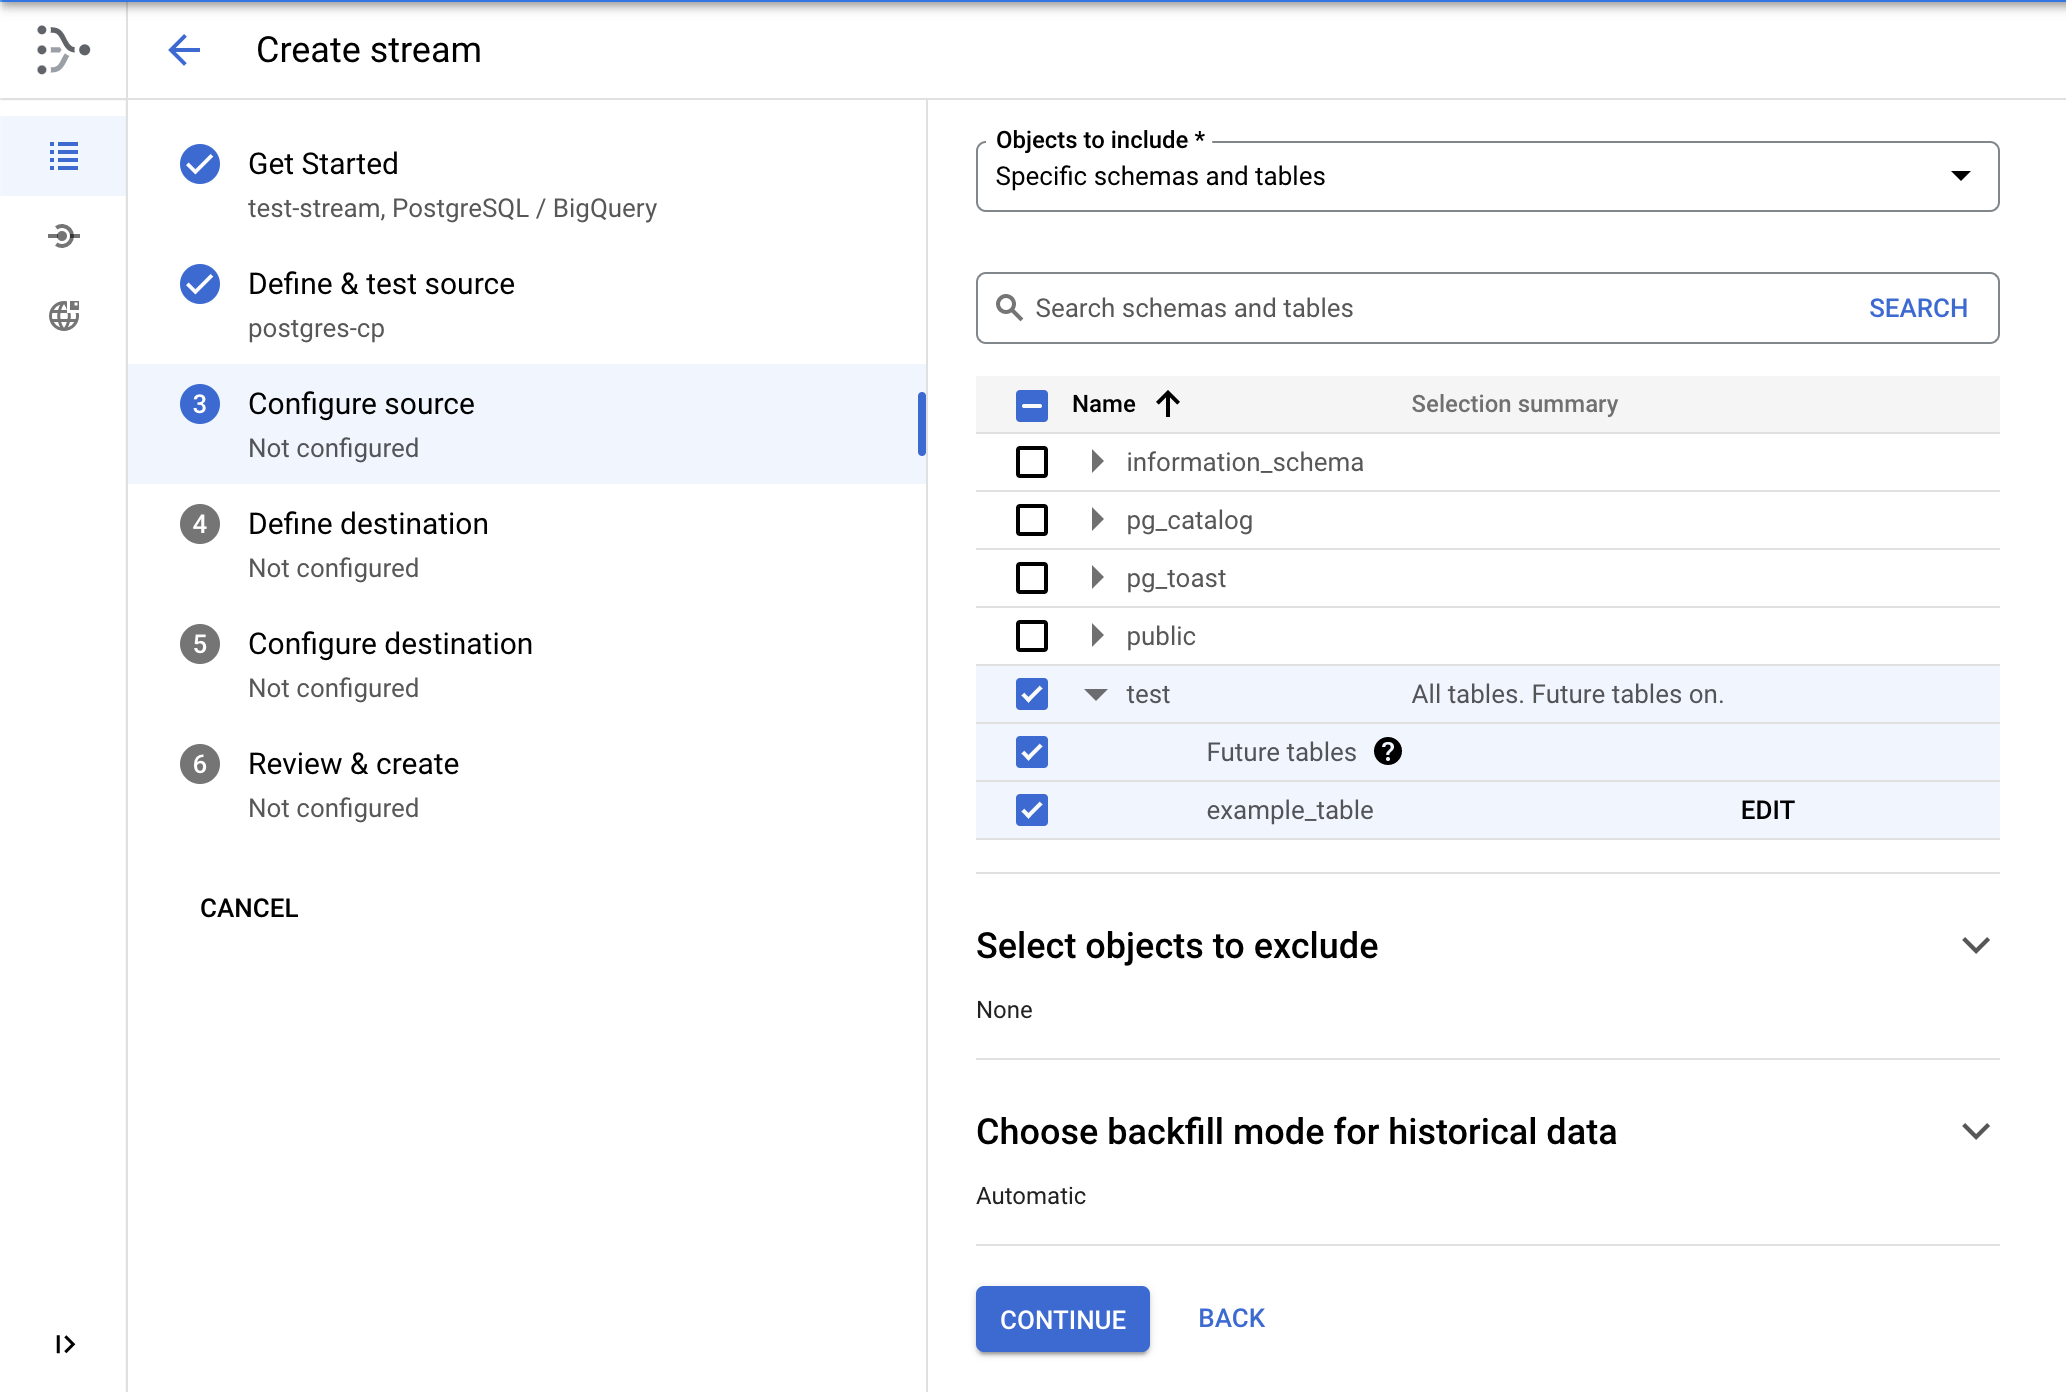 Create stream
Get Started
test-stream, PostgreSQL / BigQuery
Define & test source
postgres-cp
3 Configure source
Not configured
4 Define destination
Not configured
5 Configure destination
Not configured
6 Review & create
Not configured
CANCEL
Objects to include *
Specific schemas and tables
Search schemas and tables SEARCH
Name Selection summary
information_schema
pg_catalog
pg_toast
public
test All tables. Future tables on.
Future tables ?
example_table EDIT
Select objects to exclude
None
Choose backfill mode for historical data
Automatic
CONTINUE BACK